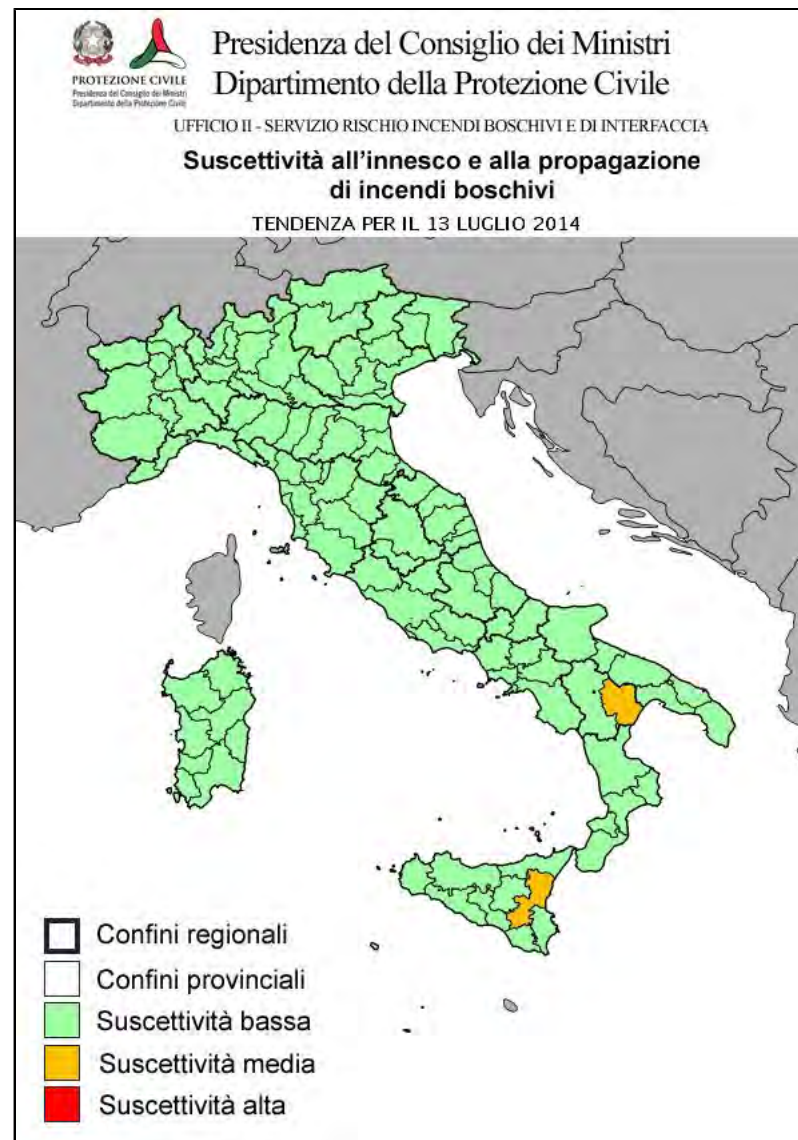 PROTEZIONE CIVILE
Presidenza del Consiglio dei Ministri
Dipartimento della Protezione Civile
Presidenza del Consiglio dei Ministri
Dipartimento della Protezione Civile
UFFICIO II - SERVIZIO RISCHIO INCENDI BOSCHIVI E DI INTERFACCIA
Suscettività all'innesco e alla propagazione
di incendi boschivi
TENDENZA PER IL 13 LUGLIO 2014
Confini regionali
Confini provinciali
Suscettività bassa
Suscettività media
Suscettività alta